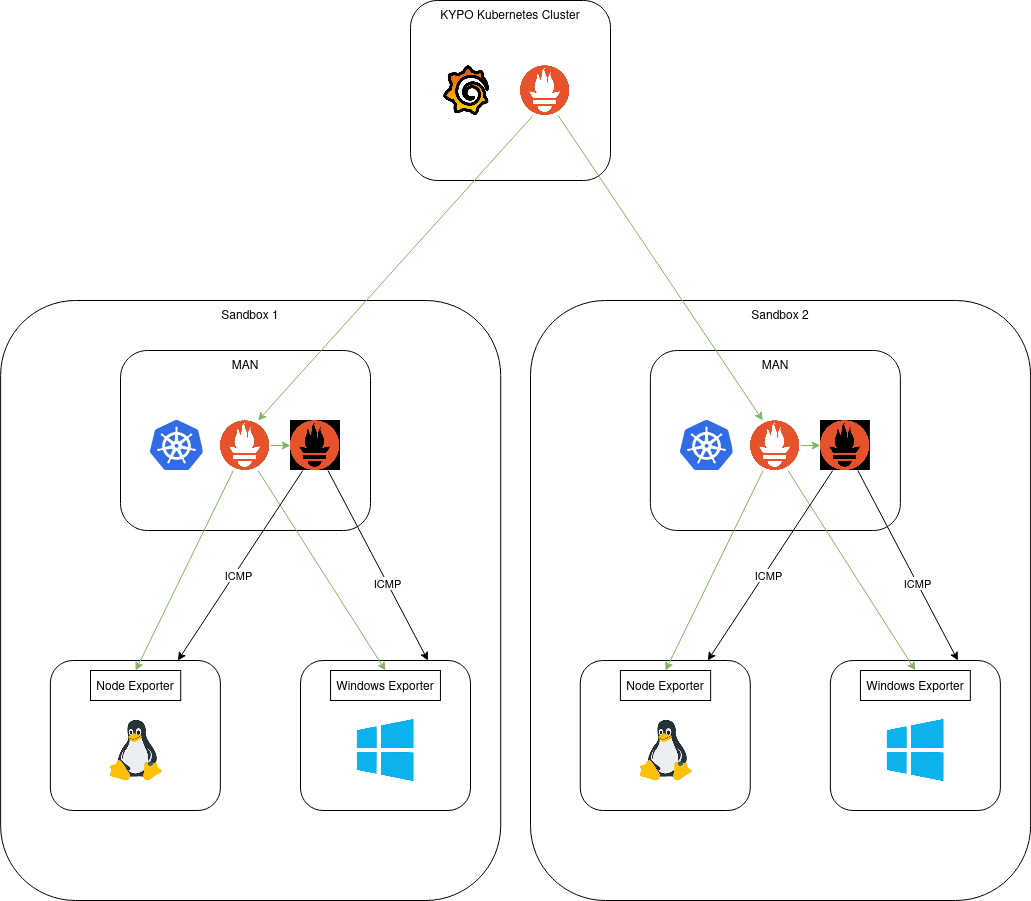 KYPO Kubernetes Cluster
Sandbox 1
MAN
ICMP
ICMP
Node Exporter
Windows Exporter
Sandbox 2
MAN
ICMP
ICMP
Node Exporter
Windows Exporter